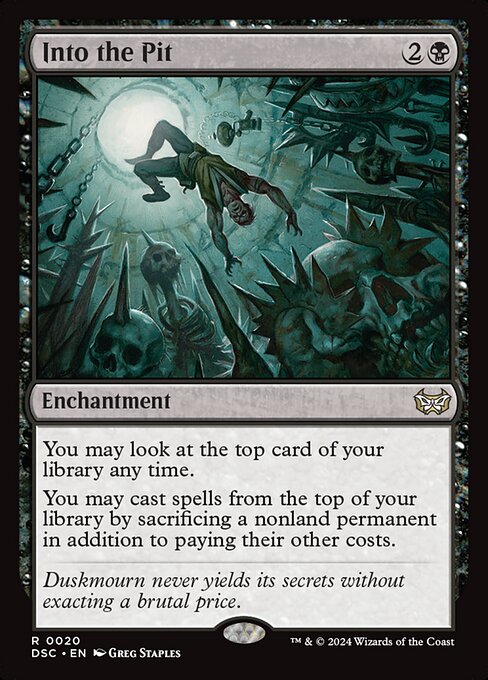 Into the Pit 2
Enchantment
You may look at the top card of your
library any time.
You may cast spells from the top of your
library by sacrificing a nonland permanent
in addition to paying their other costs.
Duskmourn never yields its secrets without
exacting a brutal price.
R 0020
DSC • EN Greg Staples
™ & © 2024 Wizards of the Coast